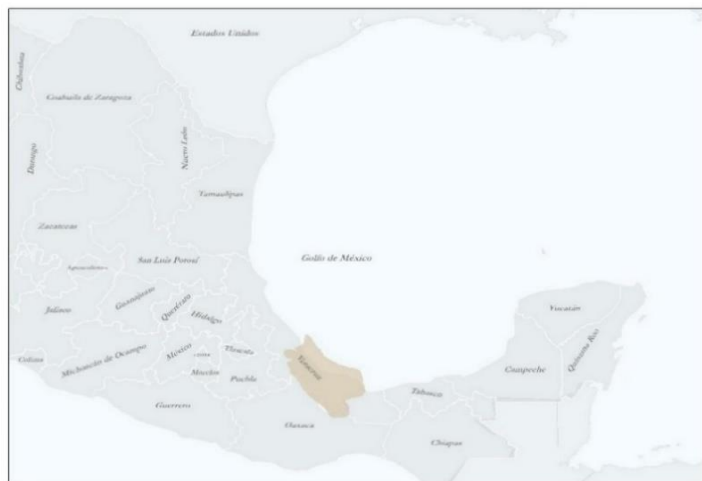 Estados Unidos
Chihuahua
Coahuila de Zaragoza
Nuevo León
Durango
Tamaulipas
Zacatecas
San Luis Potosí
Golfo de México
Aguascalientes
Guanajuato
Querétaro
Hidalgo
Jalisco
Yucatán
Quintana Roo
Campeche
Colima
Michoacán de Ocampo
México
Tlaxcala
Veracruz
Morelos
Puebla
Tabasco
Guerrero
Oaxaca
Chiapas